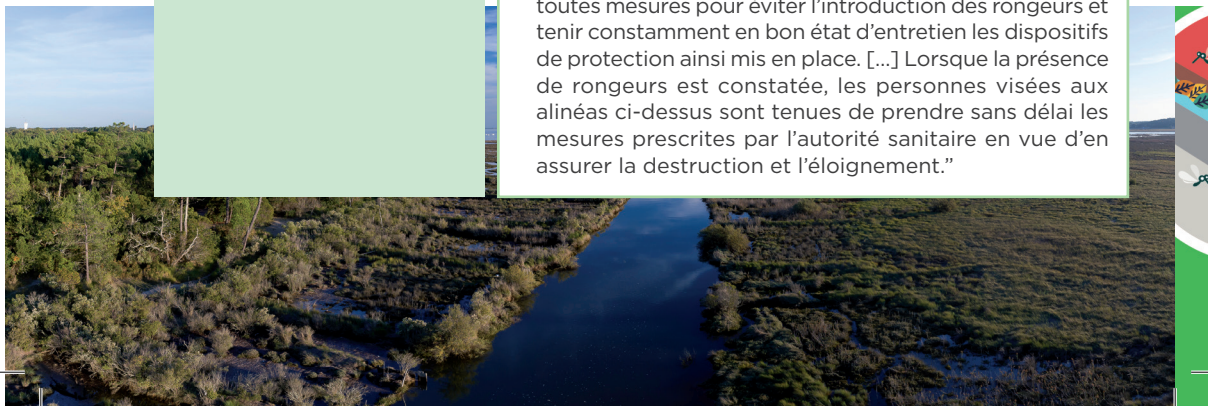 toutes mesures pour éviter l’introduction des rongeurs et
tenir constamment en bon état d’entretien les dispositifs
de protection ainsi mis en place. [...] Lorsque la présence
de rongeurs est constatée, les personnes visées aux
alinéas ci-dessus sont tenues de prendre sans délai les
mesures prescrites par l’autorité sanitaire en vue d’en
assurer la destruction et l’éloignement.”